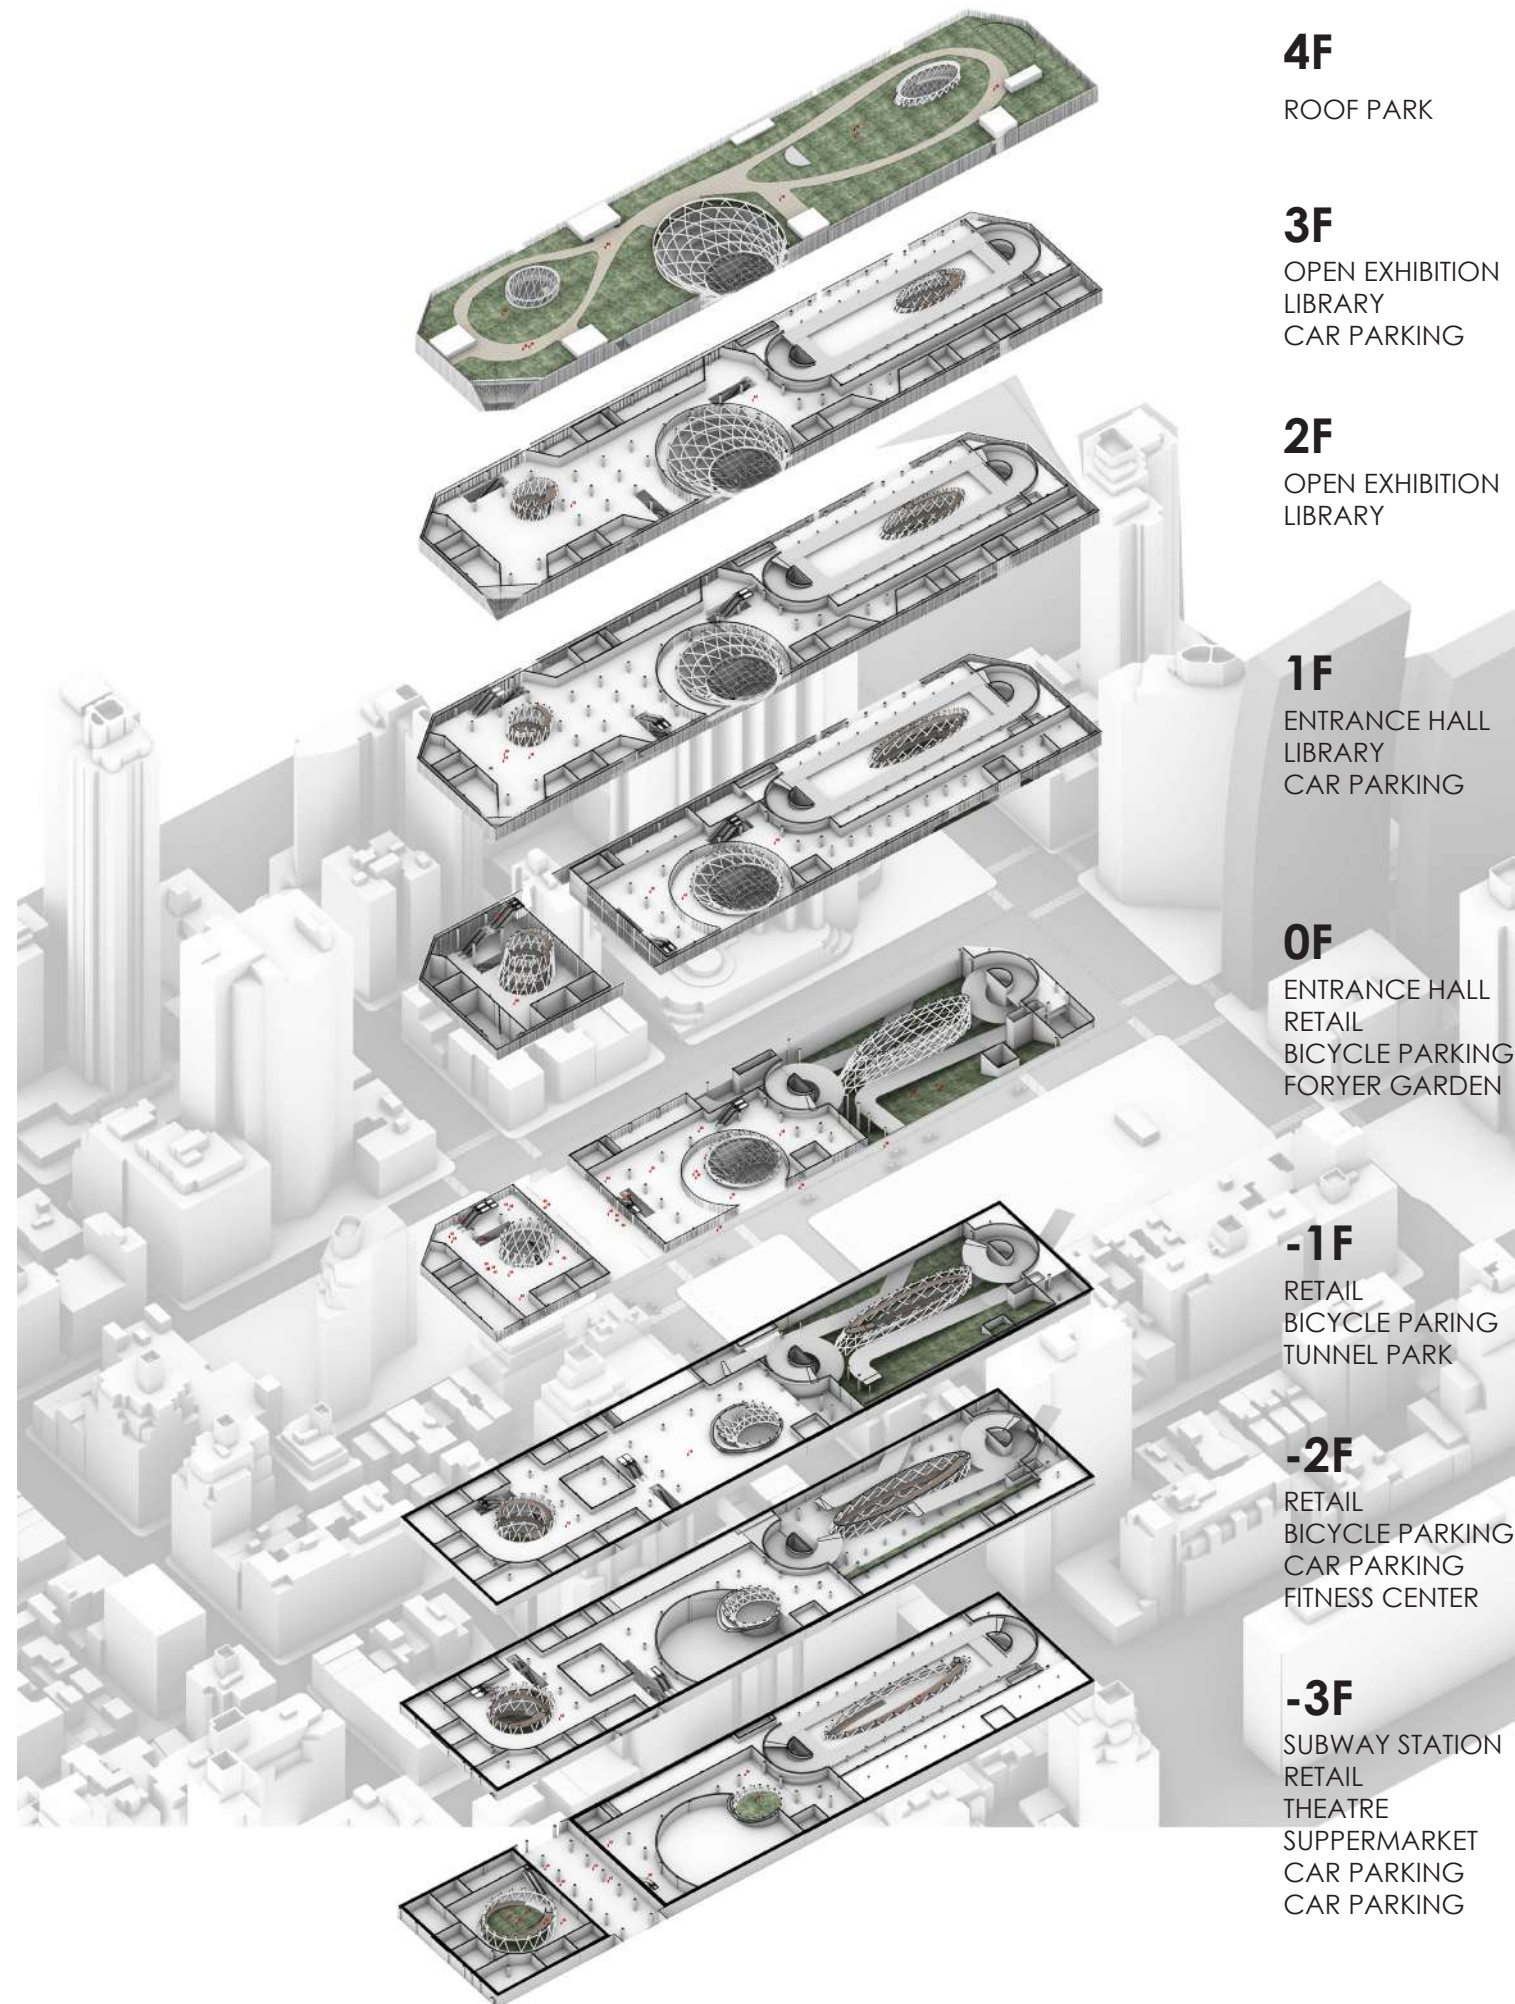 4F
ROOF PARK
3F
OPEN EXHIBITION
LIBRARY
CAR PARKING
2F
OPEN EXHIBITION
LIBRARY
1F
ENTRANCE HALL
LIBRARY
CAR PARKING
0F
ENTRANCE HALL
RETAIL
BICYCLE PARKING
FORYER GARDEN
-1F
RETAIL
BICYCLE PARING
TUNNEL PARK
-2F
RETAIL
BICYCLE PARKING
CAR PARKING
FITNESS CENTER
-3F
SUBWAY STATION
RETAIL
THEATRE
SUPPERMARKET
CAR PARKING
CAR PARKING